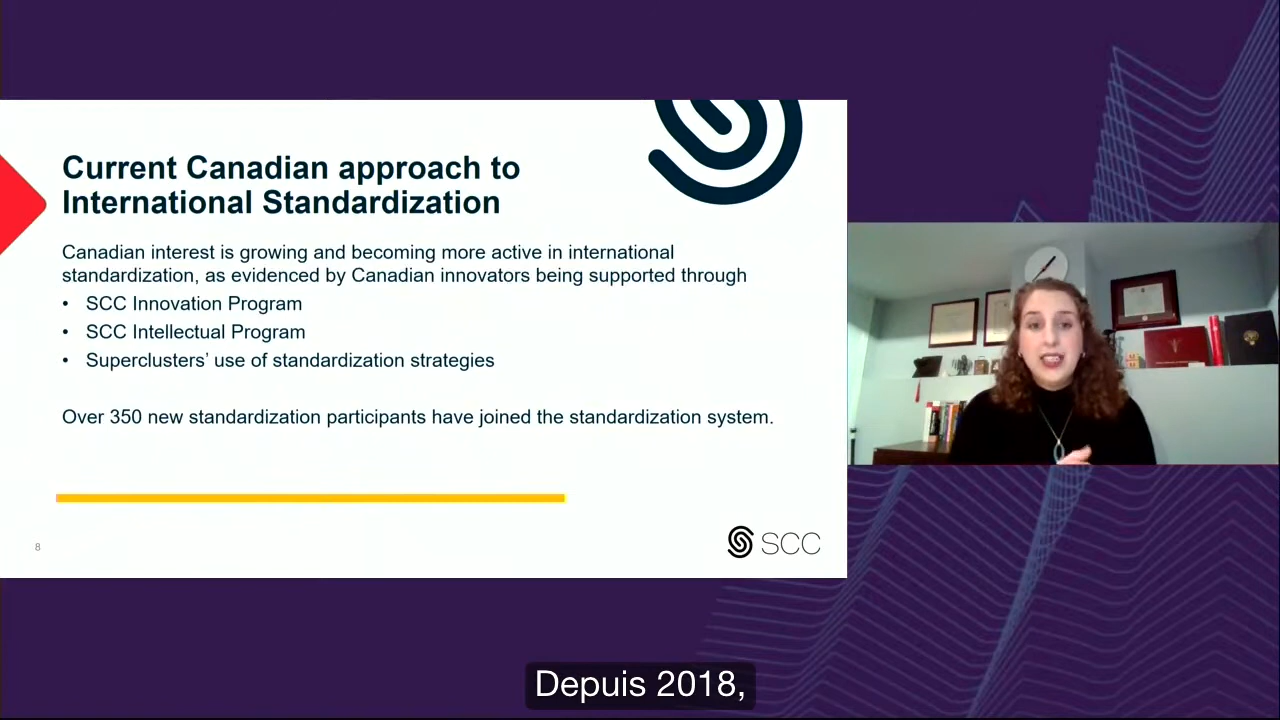 Current Canadian approach to
International Standardization
Canadian interest is growing and becoming more active in international
standardization, as evidenced by Canadian innovators being supported through
• SCC Innovation Program
• SCC Intellectual Program
• Superclusters’ use of standardization strategies
Over 350 new standardization participants have joined the standardization system.
8
SCC
Depuis 2018,